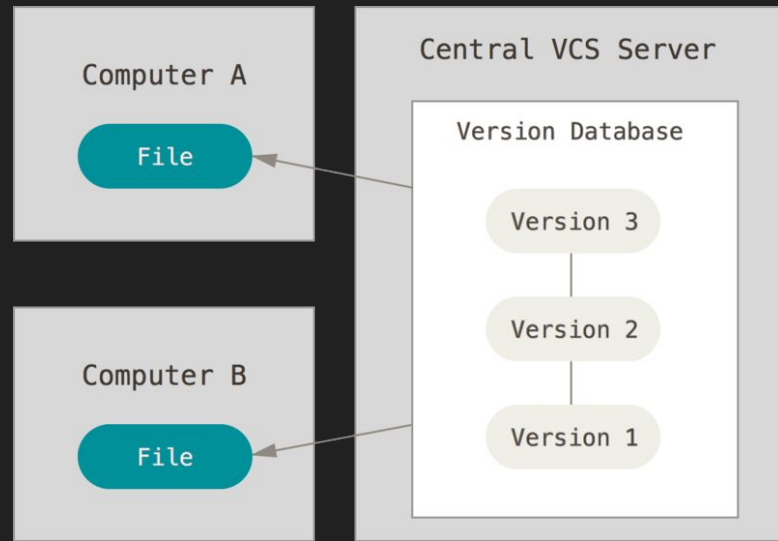 Computer A
File
Computer B
File
Central VCS Server
Version Database
Version 3
Version 2
Version 1